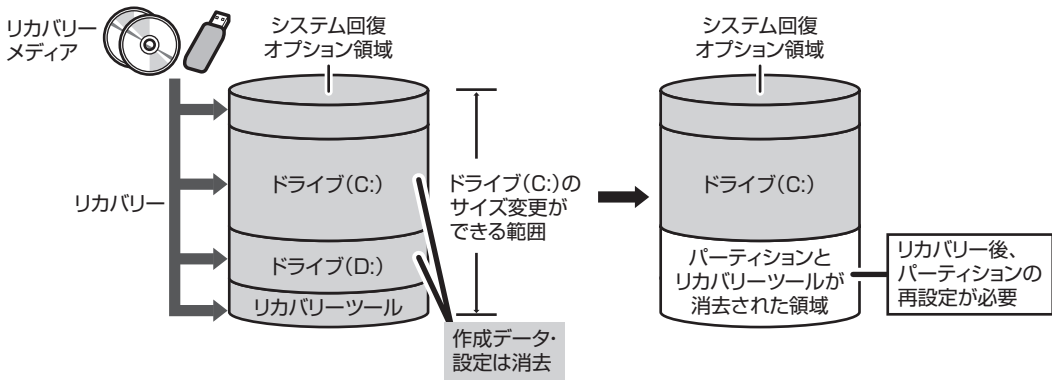 リカバリー
メディア
システム回復
オプション領域
リカバリー
ドライブ(C:)
ドライブ(D:)
リカバリーツール
ドライブ(C:)の
サイズ変更が
できる範囲
作成データ・
設定は消去
システム回復
オプション領域
ドライブ(C:)
パーティションと
リカバリーツールが
消去された領域
リカバリー後、
パーティションの
再設定が必要